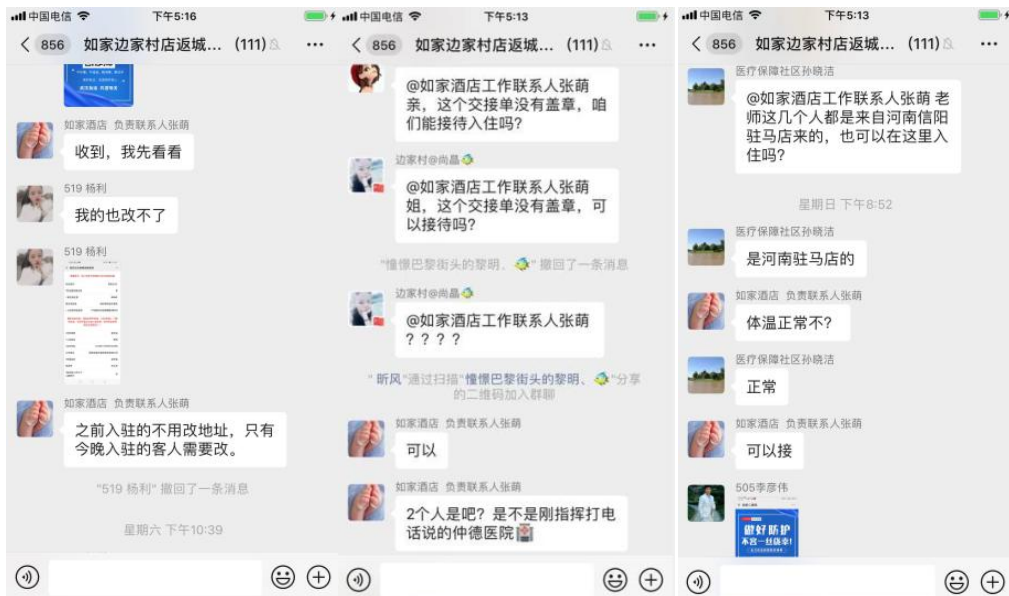 中国电信
下午5:16
856
如家边家村店返城... (111)
如家酒店 负责联系人张萌
收到，我先看看
519 杨利
我的也改不了
519 杨利
如家酒店 负责联系人张萌
之前入驻的不用改地址，只有
今晚入驻的客人需要改。
"519 杨利" 撤回了一条消息
星期六 下午10:39
中国电信
下午5:13
856
如家边家村店返城... (111)
@如家酒店工作联系人张萌
亲，这个交接单没有盖章，咱
们能接待入住吗？
边家村@尚晶
@如家酒店工作联系人张萌
姐，这个交接单没有盖章，可
以接待吗？
"憧憬巴黎街头的黎明、" 撤回了一条消息
边家村@尚晶
@如家酒店工作联系人张萌
？？？？
" 昕风"通过扫描"憧憬巴黎街头的黎明、"分享
的二维码加入群聊
如家酒店 负责联系人张萌
可以
如家酒店 负责联系人张萌
2个人是吧？是不是刚指挥打电
话说的仲德医院
中国电信
下午5:13
856
如家边家村店返城... (111)
医疗保障社区孙晓洁
@如家酒店工作联系人张萌 老
师这几个人都是来自河南信阳
驻马店来的，也可以在这里入
住吗？
星期日 下午8:52
医疗保障社区孙晓洁
是河南驻马店的
如家酒店 负责联系人张萌
体温正常不？
医疗保障社区孙晓洁
正常
如家酒店 负责联系人张萌
可以接
505李彦伟
做好防护
不容一丝侥幸！